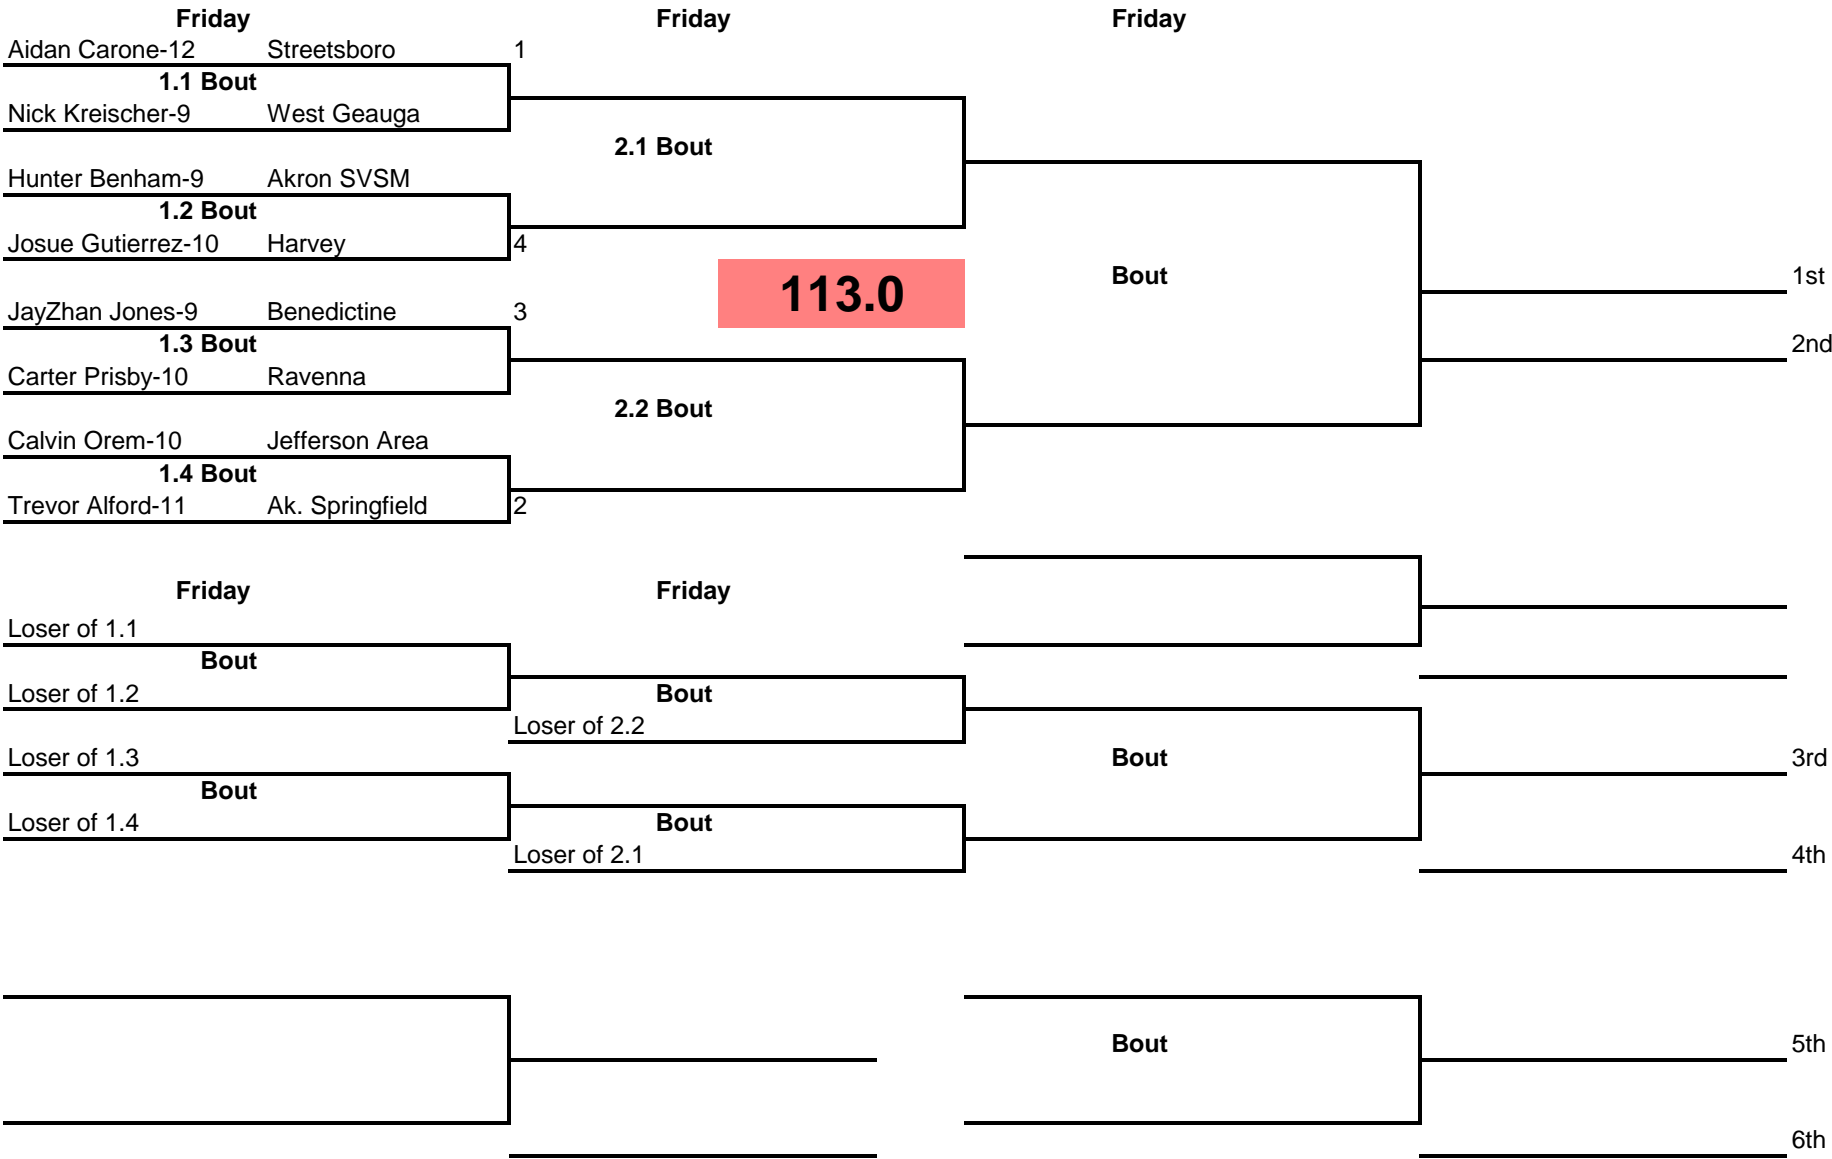 Friday Friday Friday
Aidan Carone-12 Streetsboro 1
1.1 Bout
Nick Kreischer-9 West Geauga
2.1 Bout
Hunter Benham-9 Akron SVSM
1.2 Bout
Josue Gutierrez-10 Harvey 4
113.0 Bout 1st
JayZhan Jones-9 Benedictine 3
1.3 Bout 2nd
Carter Prisby-10 Ravenna
2.2 Bout
Calvin Orem-10 Jefferson Area
1.4 Bout
Trevor Alford-11 Ak. Springfield 2
Friday Friday
Loser of 1.1
Bout
Loser of 1.2 Bout
Loser of 2.2
Loser of 1.3 Bout 3rd
Bout
Loser of 1.4 Bout
Loser of 2.1 4th
Bout 5th
6th